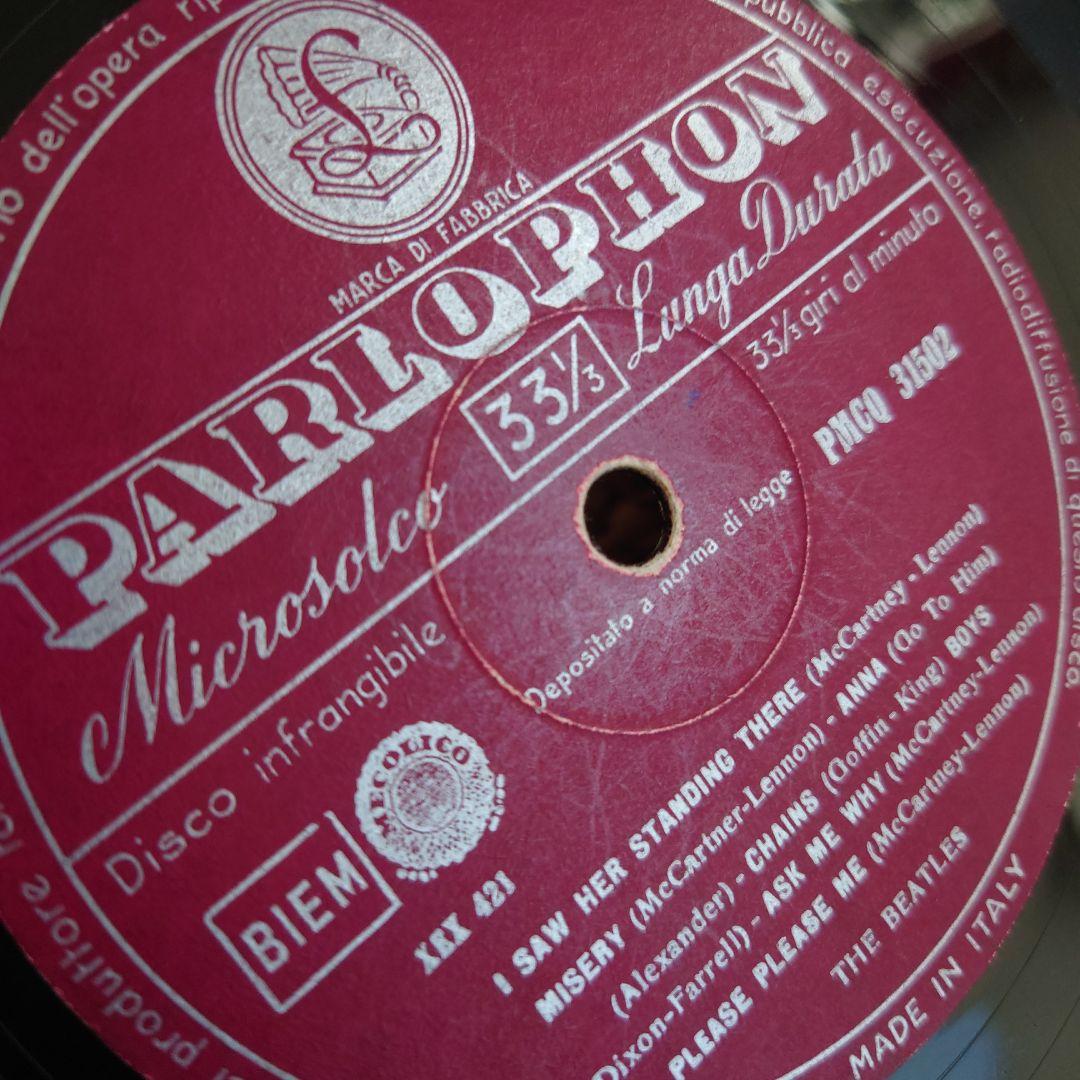 dell'opera
pubblica esecuzione, radiodiffusione di questo disco
MARCA DI FABBRICA
PARLOPHON
Microsolco 33⅓ Lunga Durata
Disco infrangibile
33⅓ giri al minuto
BIEM
MECOLICO
XEX 421
Depositato a norma di legge
PMCQ 31502
I SAW HER STANDING THERE (McCartney - Lennon)
MISERY (McCartner-Lennon) - ANNA (Go To Him)
(Alexander) - CHAINS (Goffin - King) BOYS
Dixon-Farrell) - ASK ME WHY (McCartney-Lennon)
PLEASE PLEASE ME (McCartney-Lennon)
THE BEATLES
MADE IN ITALY
produttore